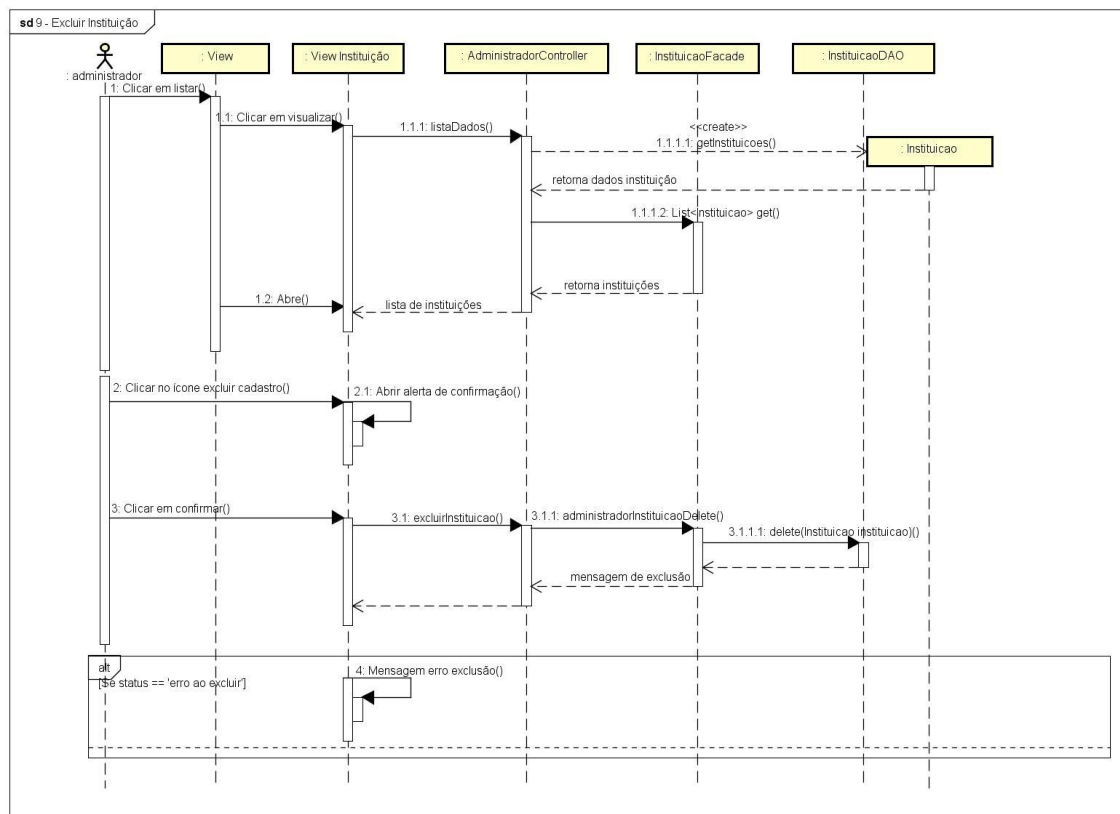 sd 9 - Excluir Instituição
: administrador
: View
: View Instituição
: AdministradorController
: InstituicaoFacade
: InstituicaoDAO
1: Clicar em listar()
1.1: Clicar em visualizar()
1.1.1: listaDados()
<<create>>
1.1.1.1: getInstituicoes()
: Instituicao
retorna dados instituição
1.1.1.2: List<Instituicao> get()
retorna instituições
1.2: Abre()
lista de instituições
2: Clicar no ícone excluir cadastro()
2.1: Abrir alerta de confirmação()
3: Clicar em confirmar()
3.1: excluirInstituicao()
3.1.1: administradorInstituicaoDelete()
3.1.1.1: delete(Instituicao instituicao)()
mensagem de exclusão
alt
[Se status == 'erro ao excluir']
4: Mensagem erro exclusão()